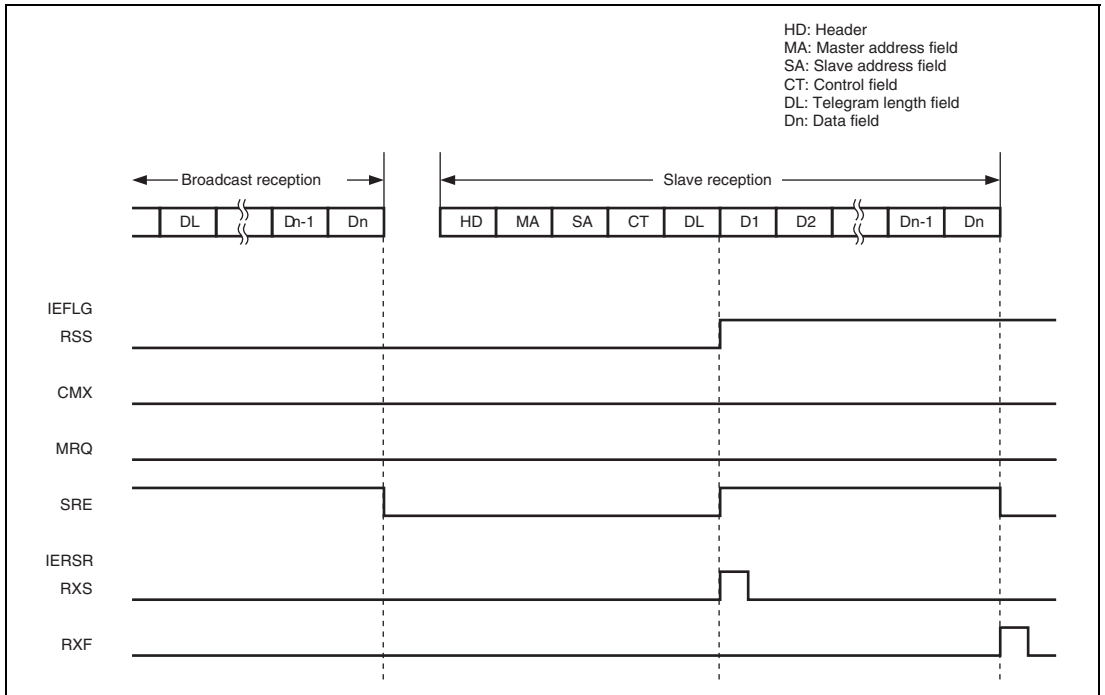 HD: Header
MA: Master address field
SA: Slave address field
CT: Control field
DL: Telegram length field
Dn: Data field
Broadcast reception
Slave reception
DL Dn-1 Dn HD MA SA CT DL D1 D2 Dn-1 Dn
IEFLG
RSS
CMX
MRQ
SRE
IERSR
RXS
RXF